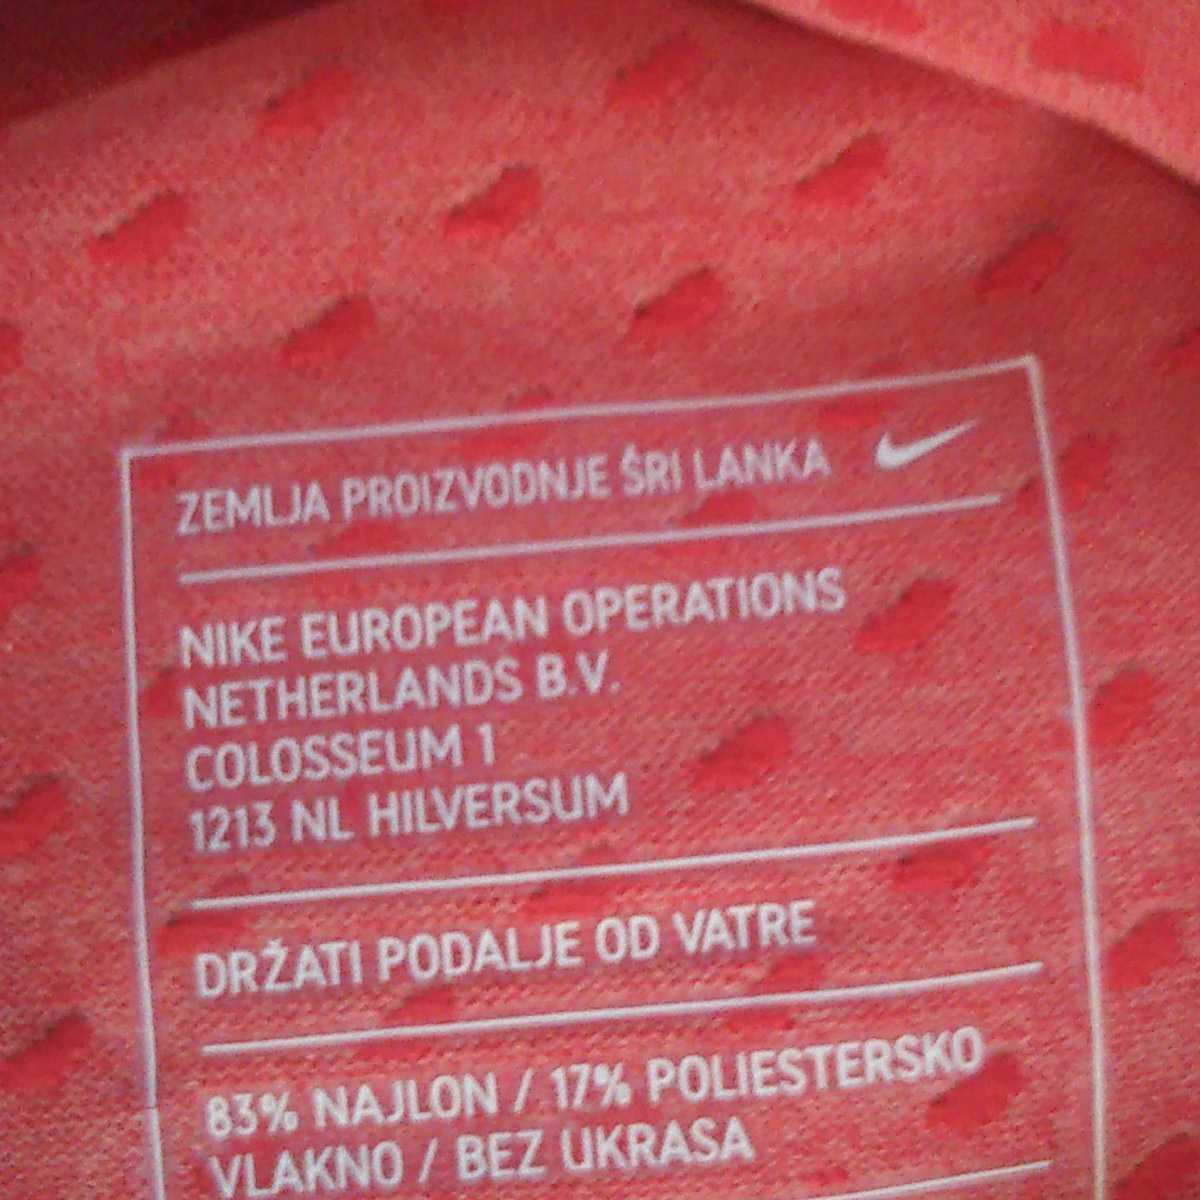 ZEMLJA PROIZVODNJE ŠRI LANKA
NIKE EUROPEAN OPERATIONS
NETHERLANDS B.V.
COLOSSEUM 1
1213 NL HILVERSUM
DRŽATI PODALJE OD VATRE
83% NAJLON / 17% POLIESTERSKO
VLAKNO / BEZ UKRASA